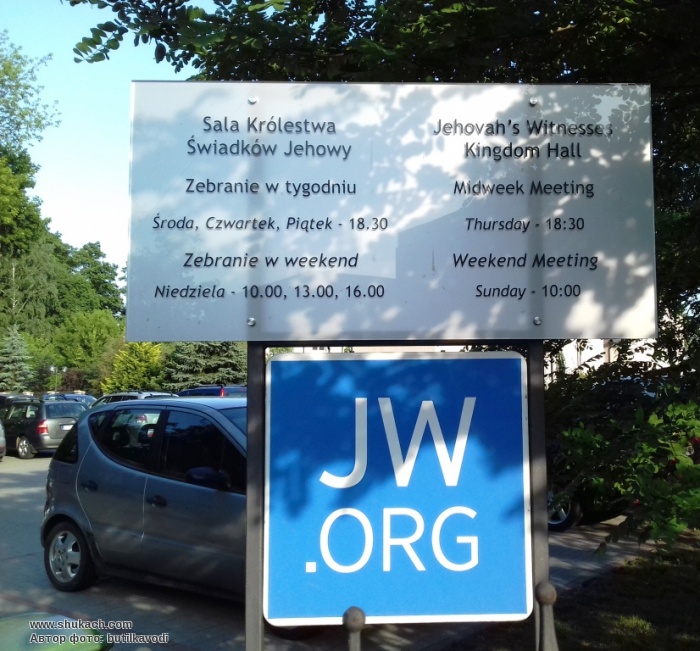 Sala Królestwa
Świadków Jehowy
Zebranie w tygodniu
Środa, Czwartek, Piątek - 18.30
Zebranie w weekend
Niedziela - 10.00, 13.00, 16.00
Jehovah's Witnesses
Kingdom Hall
Midweek Meeting
Thursday - 18:30
Weekend Meeting
Sunday - 10:00
JW
.ORG
www.shukach.com
Автор фото: butilkavodi